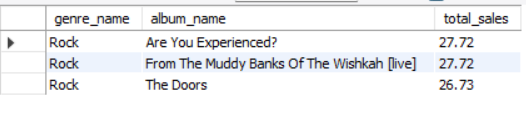 genre_name album_name total_sales
Rock Are You Experienced? 27.72
Rock From The Muddy Banks Of The Wishkah [live] 27.72
Rock The Doors 26.73